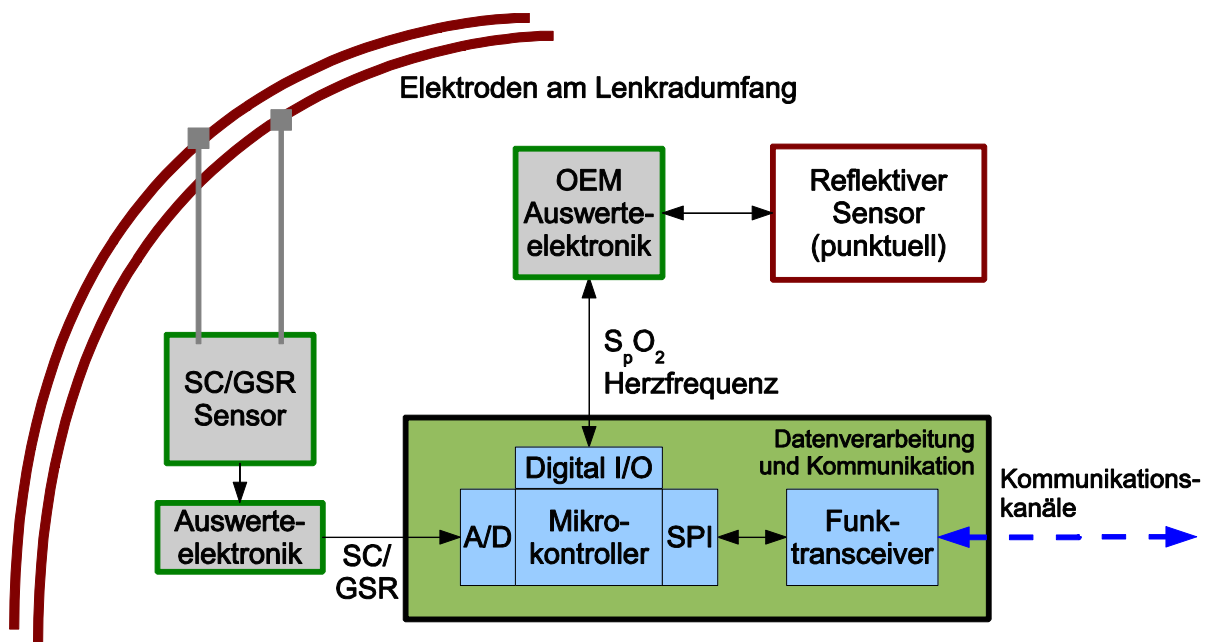 Elektroden am Lenkradumfang
OEM
Auswerte-
elektronik
Reflektiver
Sensor
(punktuell)
SpO2
Herzfrequenz
SC/GSR
Sensor
Auswerte-
elektronik
SC/
GSR
Datenverarbeitung
und Kommunikation
Digital I/O
A/D
Mikro-
kontroller
SPI
Funk-
transceiver
Kommunikations-
kanäle